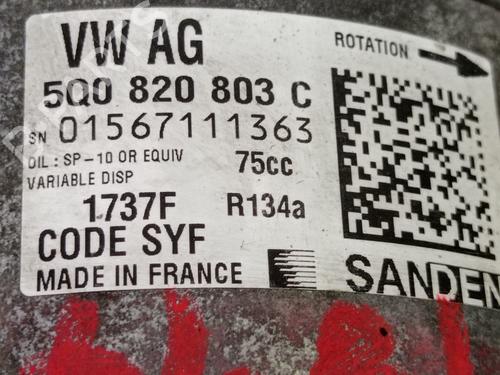 VW AG
ROTATION
5Q0 820 803 C
SN 01567111363
OIL : SP-10 OR EQUIV 75cc
VARIABLE DISP
1737F R134a
CODE SYF
MADE IN FRANCE
SANDEN